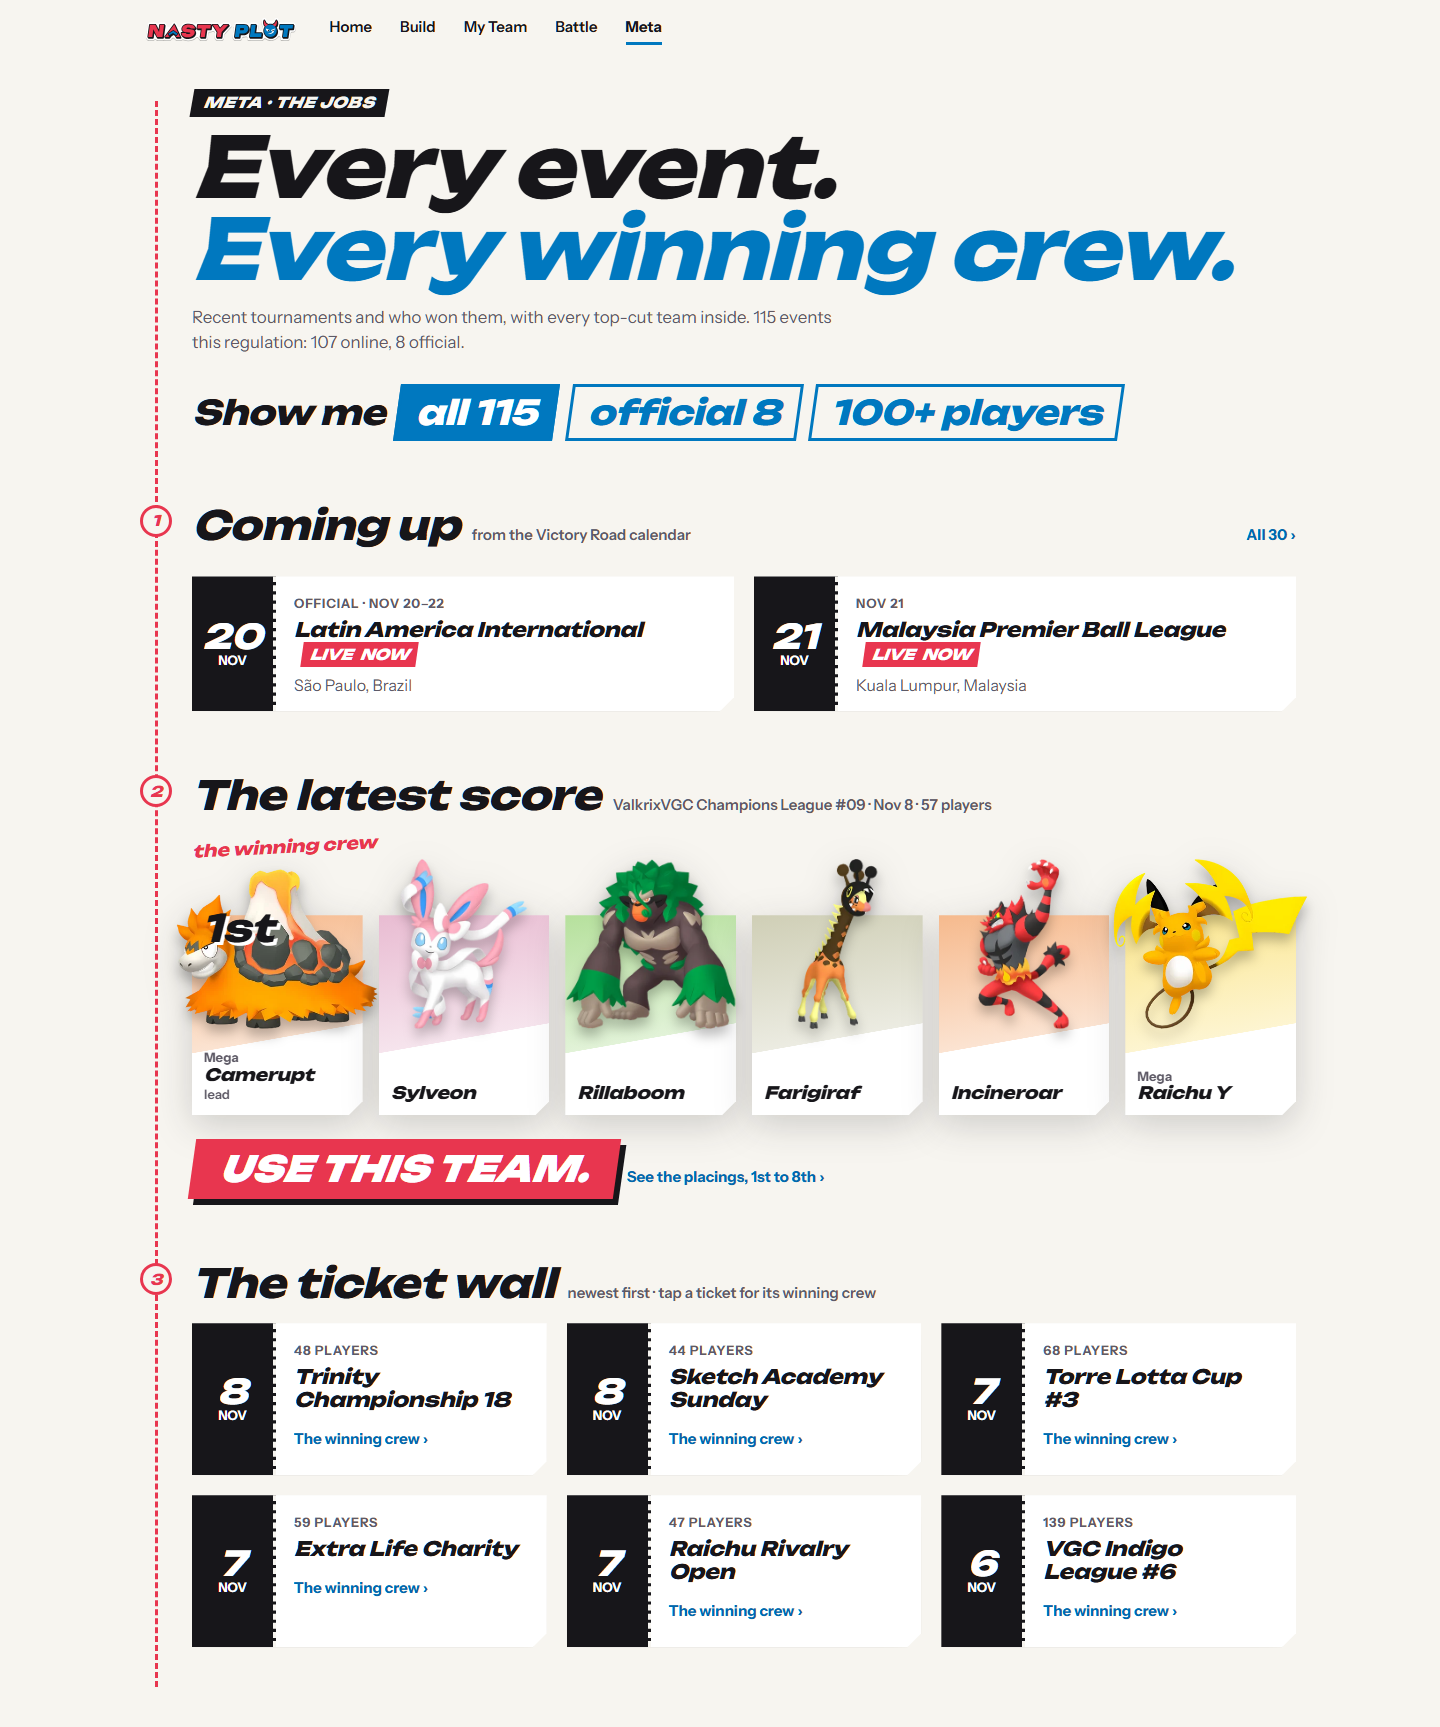 NASTY PLOT Home Build My Team Battle Meta
META · THE JOBS
Every event.
Every winning crew.
Recent tournaments and who won them, with every top-cut team inside. 115 events
this regulation: 107 online, 8 official.
Show me all 115 official 8 100+ players
1 Coming up from the Victory Road calendar All 30 ›
20 NOV
OFFICIAL · NOV 20–22
Latin America International
LIVE NOW
São Paulo, Brazil
21 NOV
NOV 21
Malaysia Premier Ball League
LIVE NOW
Kuala Lumpur, Malaysia
2 The latest score ValkrixVGC Champions League #09 · Nov 8 · 57 players
the winning crew
1st
Mega
Camerupt
lead
Sylveon
Rillaboom
Farigiraf
Incineroar
Mega
Raichu Y
USE THIS TEAM. See the placings, 1st to 8th ›
3 The ticket wall newest first · tap a ticket for its winning crew
8 NOV
48 PLAYERS
Trinity
Championship 18
The winning crew ›
8 NOV
44 PLAYERS
Sketch Academy
Sunday
The winning crew ›
7 NOV
68 PLAYERS
Torre Lotta Cup
#3
The winning crew ›
7 NOV
59 PLAYERS
Extra Life Charity
The winning crew ›
7 NOV
47 PLAYERS
Raichu Rivalry
Open
The winning crew ›
6 NOV
139 PLAYERS
VGC Indigo
League #6
The winning crew ›